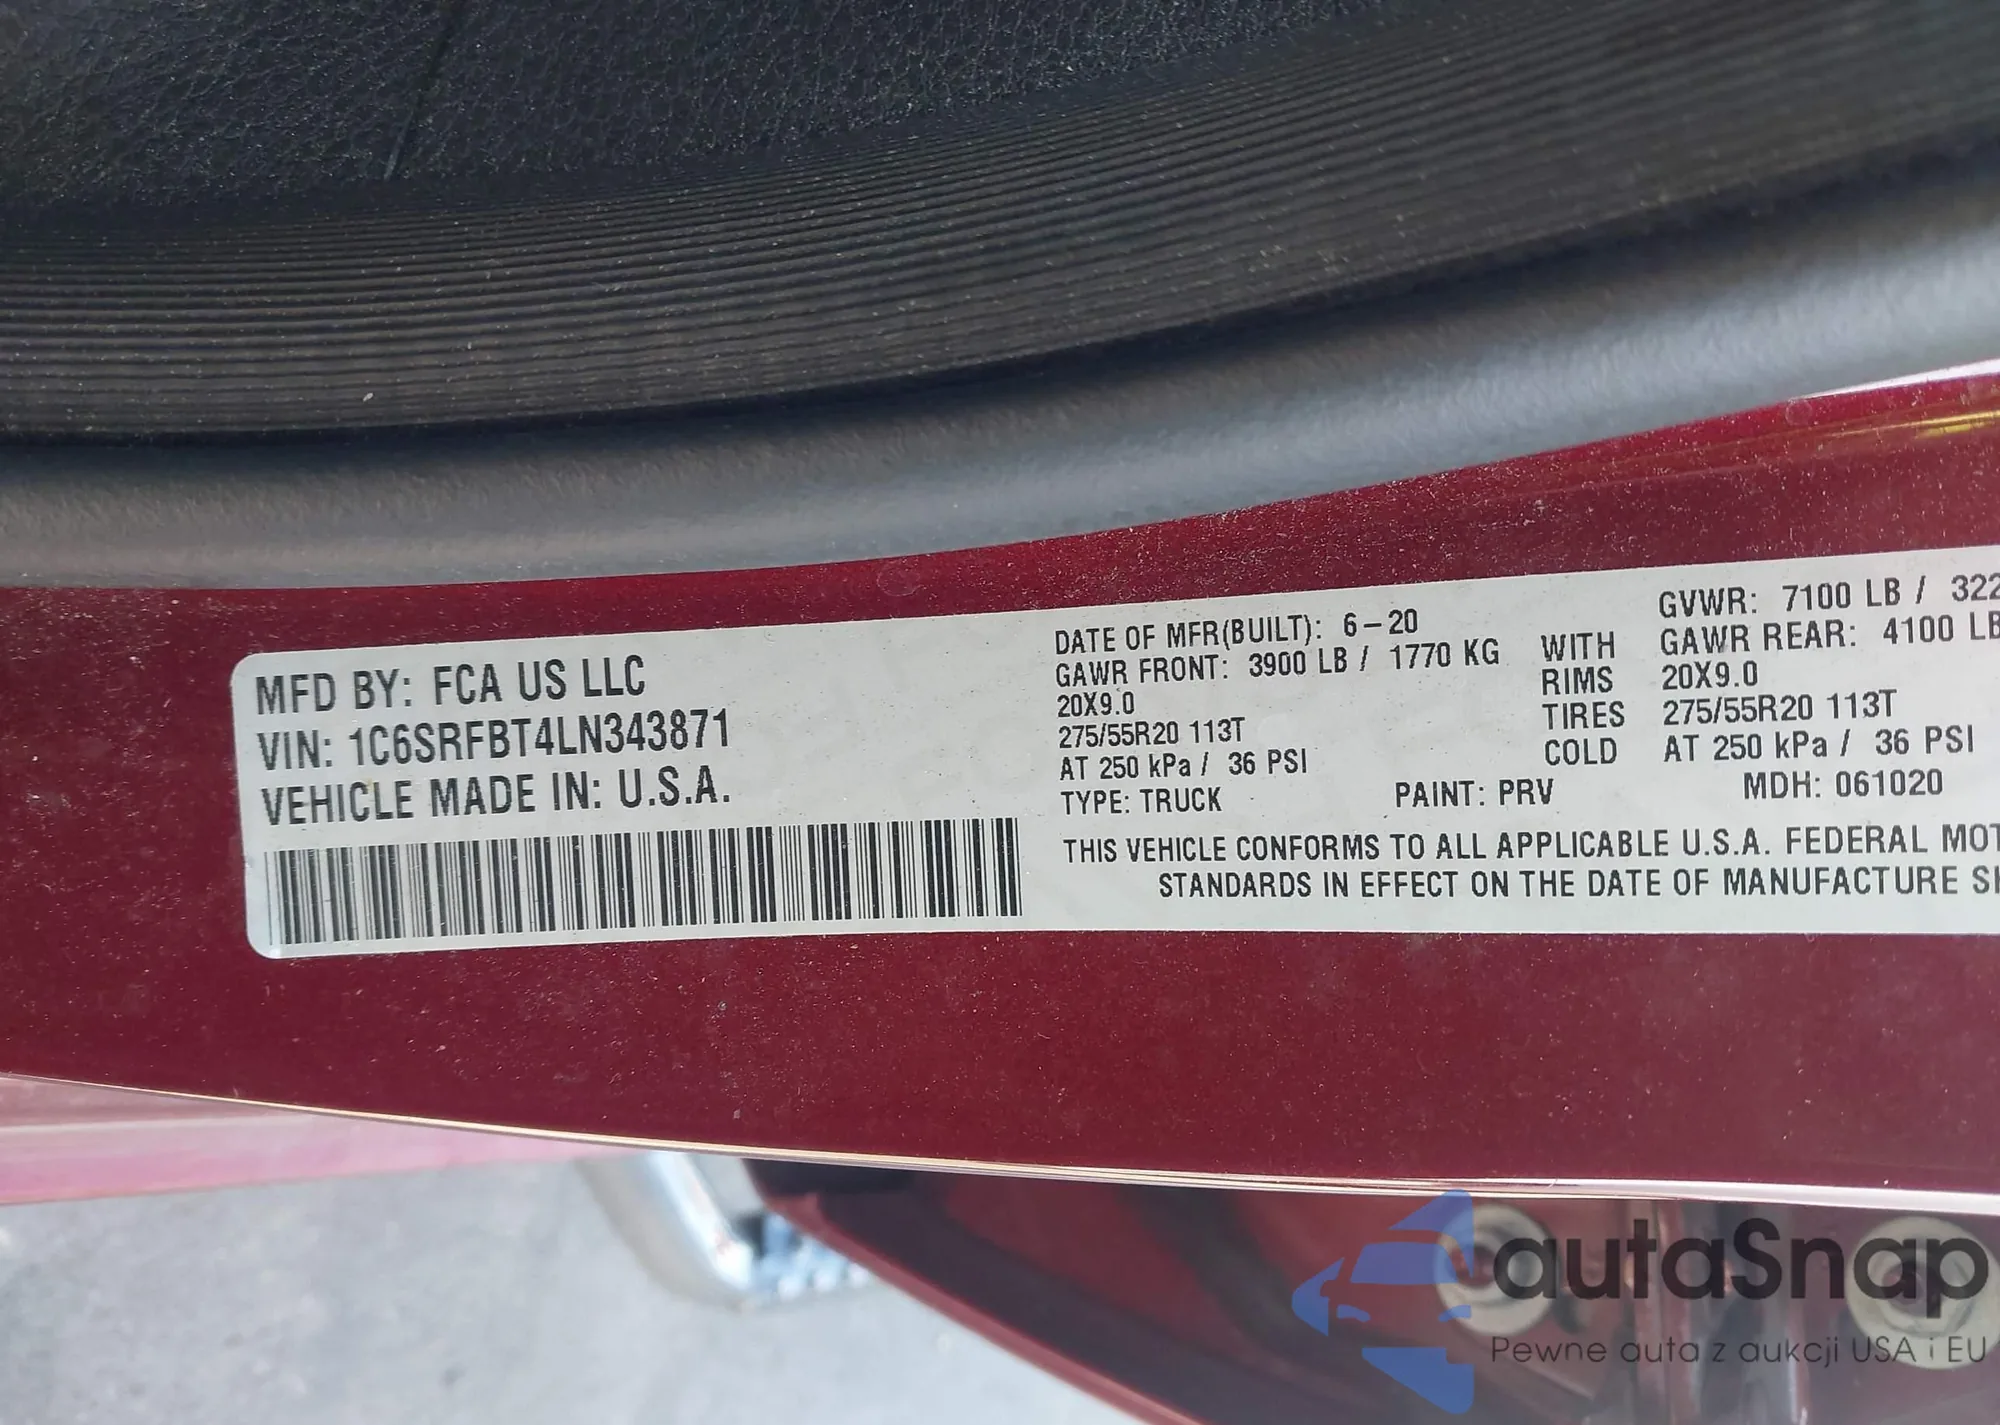 MFD BY: FCA US LLC
VIN: 1C6SRFBT4LN343871
VEHICLE MADE IN: U.S.A.
DATE OF MFR(BUILT): 6-20
GAWR FRONT: 3900 LB / 1770 KG
20X9.0
275/55R20 113T
AT 250 kPa / 36 PSI
TYPE: TRUCK
WITH
RIMS
TIRES
COLD
PAINT: PRV
GVWR: 7100 LB / 322
GAWR REAR: 4100 LB
20X9.0
275/55R20 113T
AT 250 kPa / 36 PSI
MDH: 061020
THIS VEHICLE CONFORMS TO ALL APPLICABLE U.S.A. FEDERAL MOT
STANDARDS IN EFFECT ON THE DATE OF MANUFACTURE SH
autaSnap
Pewne auta z aukcji USA i EU